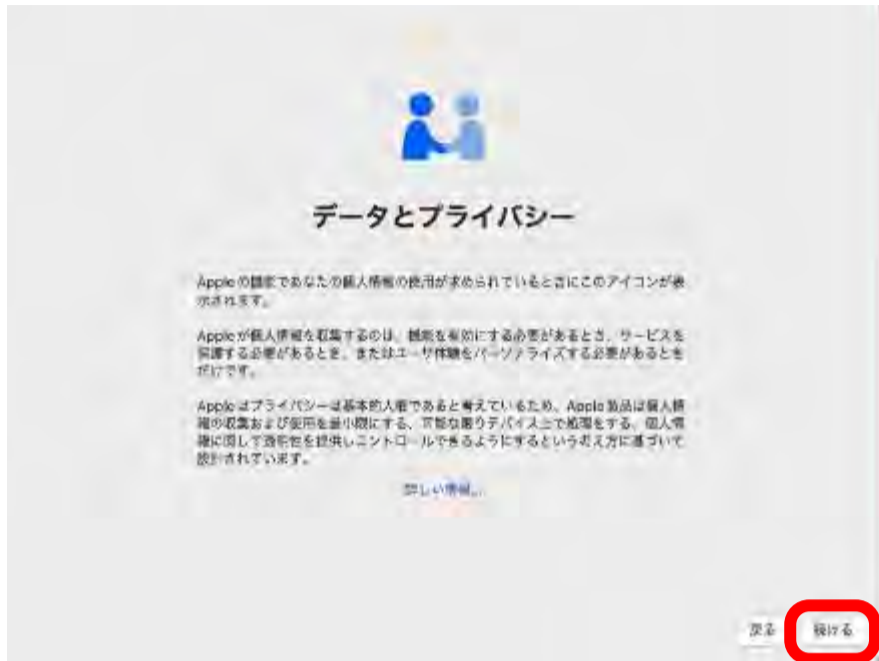 データとプライバシー
Appleの機能であなたの個人情報の使用が求められているときにこのアイコンが表
示されます。
Appleが個人情報を収集するのは、機能を有効にする必要があるとき、サービスを
保護する必要があるとき、またはユーザ体験をパーソナライズする必要があるとき
だけです。
Appleはプライバシーは基本的人権であると考えているため、Apple製品は個人情
報の収集および使用を最小限にする、可能な限りデバイス上で処理をする、個人情
報に関して透明性を提供しコントロールできるようにするという考え方に基づいて
設計されています。
詳しい情報...
戻る
続ける